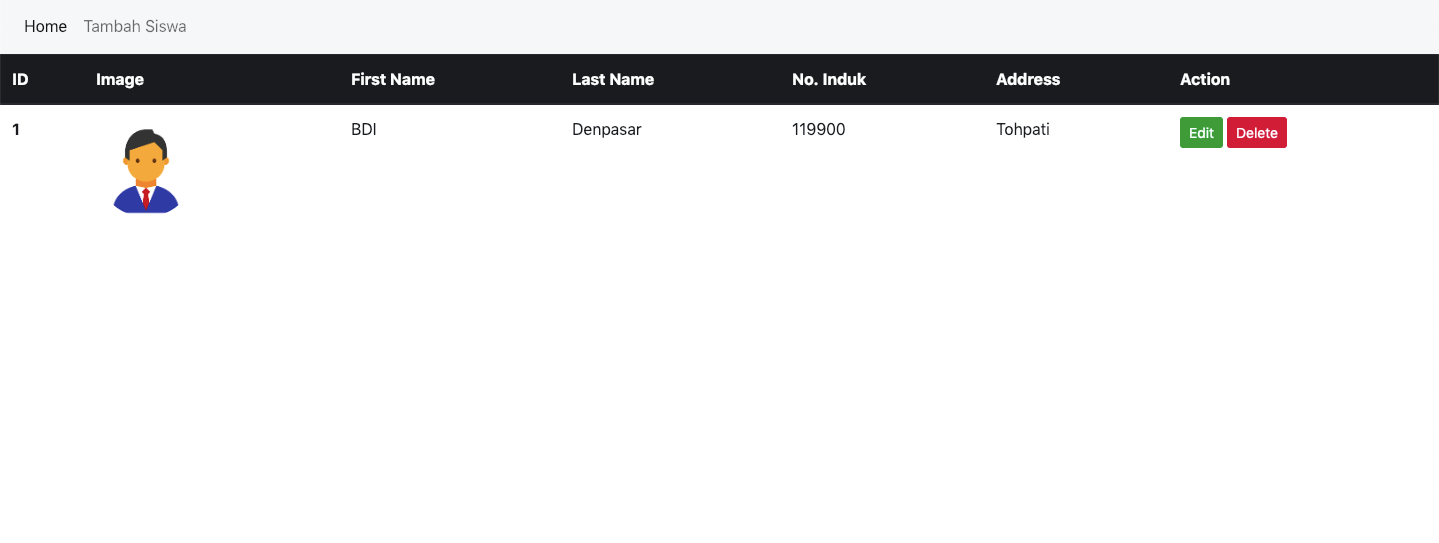 Home Tambah Siswa
ID Image First Name Last Name No. Induk Address Action
1 BDI Denpasar 119900 Tohpati Edit Delete